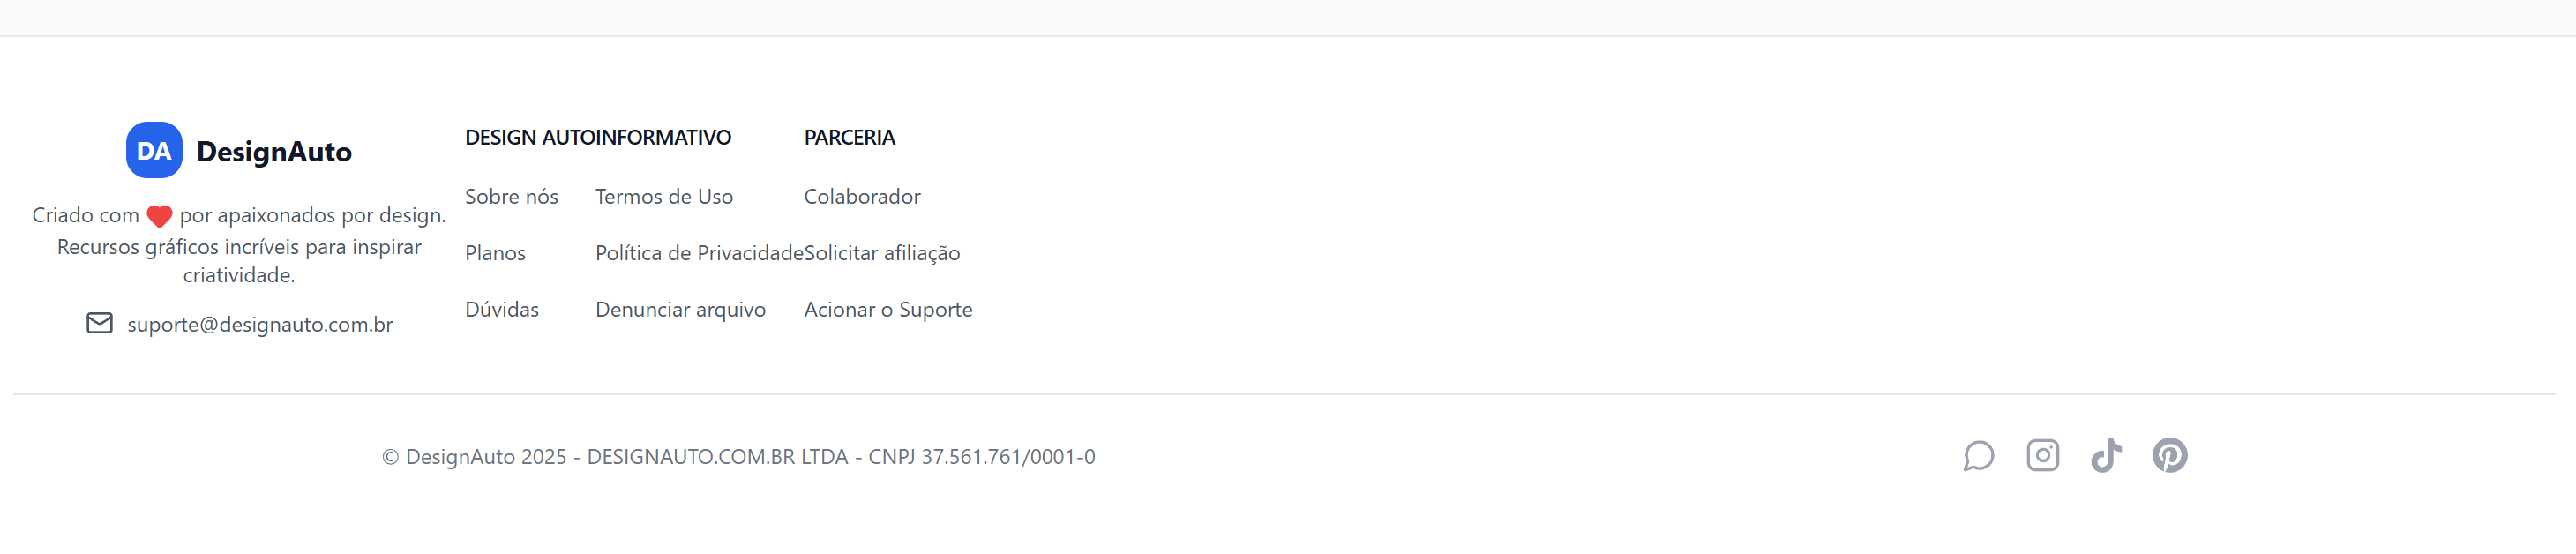 DA DesignAuto
Criado com ❤ por apaixonados por design.
Recursos gráficos incríveis para inspirar
criatividade.
suporte@designauto.com.br
DESIGN AUTO
Sobre nós
Planos
Dúvidas
INFORMATIVO
Termos de Uso
Política de Privacidade
Denunciar arquivo
PARCERIA
Colaborador
Solicitar afiliação
Acionar o Suporte
© DesignAuto 2025 - DESIGNAUTO.COM.BR LTDA - CNPJ 37.561.761/0001-0